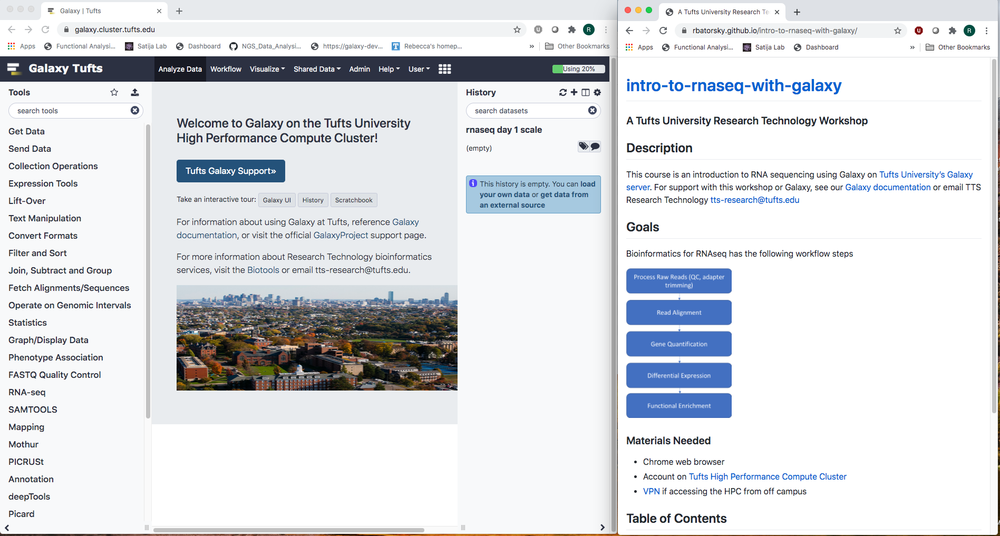 Galaxy | Tufts
galaxy.cluster.tufts.edu
R
Apps
Functional Analysi...
Satija Lab
Dashboard
NGS_Data_Analysi...
https://galaxy-dev...
Rebecca's homep...
»
Other Bookmarks
Galaxy Tufts
Analyze Data
Workflow
Visualize
Shared Data
Admin
Help
User
Using 20%
Tools
search tools
Get Data
Send Data
Collection Operations
Expression Tools
Lift-Over
Text Manipulation
Convert Formats
Filter and Sort
Join, Subtract and Group
Fetch Alignments/Sequences
Operate on Genomic Intervals
Statistics
Graph/Display Data
Phenotype Association
FASTQ Quality Control
RNA-seq
SAMTOOLS
Mapping
Mothur
PICRUSt
Annotation
deepTools
Picard
Welcome to Galaxy on the Tufts University
High Performance Compute Cluster!
Tufts Galaxy Support»
Take an interactive tour: Galaxy UI History Scratchbook
For information about using Galaxy at Tufts, reference Galaxy
documentation, or visit the official GalaxyProject support page.
For more information about Research Technology bioinformatics
services, visit the Biotools or email tts-research@tufts.edu.
History
search datasets
rnaseq day 1 scale
(empty)
This history is empty. You can load
your own data or get data from
an external source
A Tufts University Research Te
rbatorsky.github.io/intro-to-rnaseq-with-galaxy/
R
Apps
Functional Analysi...
Satija Lab
Dashboard
»
Other Bookmarks
intro-to-rnaseq-with-galaxy
A Tufts University Research Technology Workshop
Description
This course is an introduction to RNA sequencing using Galaxy on Tufts University's Galaxy
server. For support with this workshop or Galaxy, see our Galaxy documentation or email TTS
Research Technology tts-research@tufts.edu
Goals
Bioinformatics for RNAseq has the following workflow steps
Process Raw Reads (QC, adapter
trimming)
Read Alignment
Gene Quantification
Differential Expression
Functional Enrichment
Materials Needed
• Chrome web browser
• Account on Tufts High Performance Compute Cluster
• VPN if accessing the HPC from off campus
Table of Contents